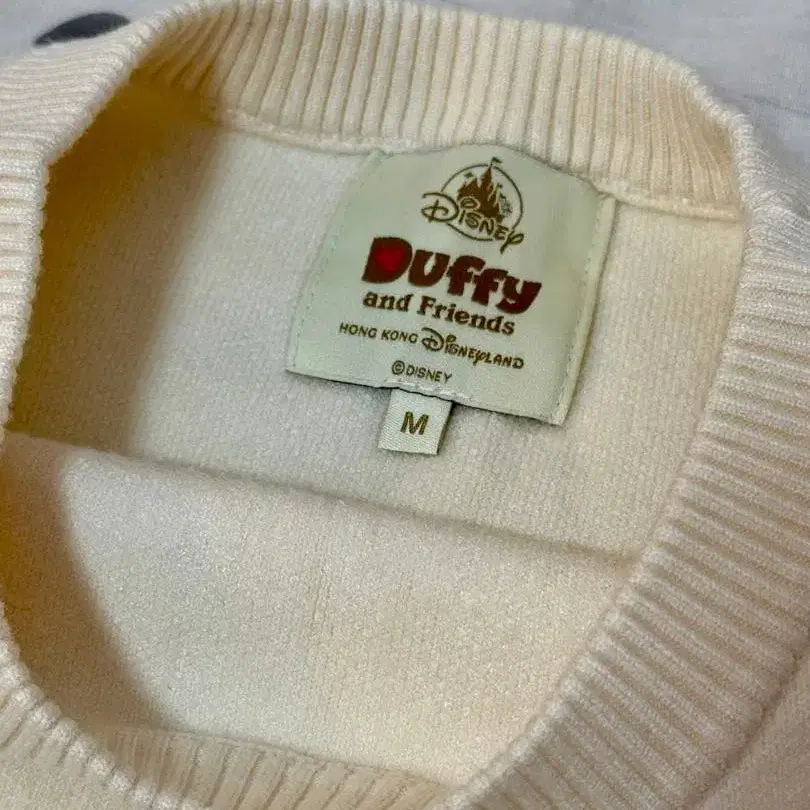 Disney
Duffy
and Friends
HONG KONG Disneyland
©DISNEY
M